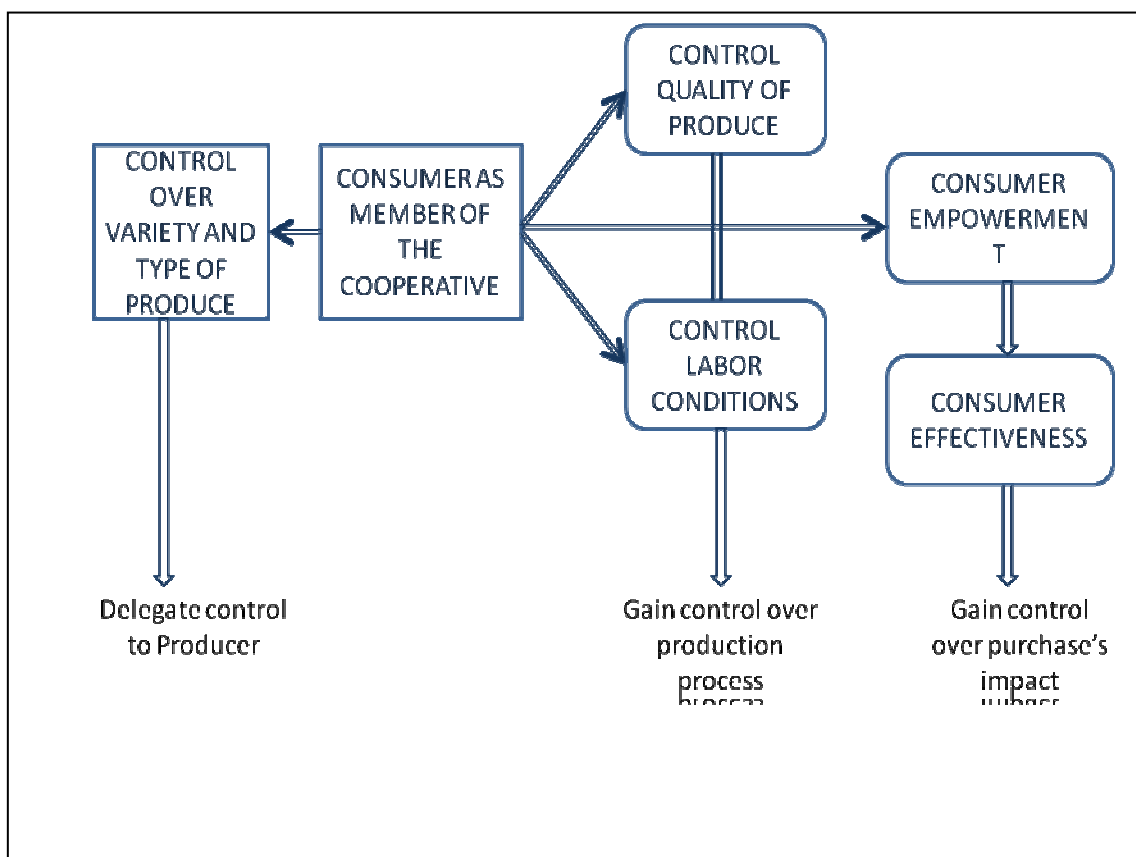 CONTROL
OVER
VARIETY AND
TYPE OF
PRODUCE
CONSUMER AS
MEMBER OF
THE
COOPERATIVE
CONTROL
QUALITY OF
PRODUCE
CONTROL
LABOR
CONDITIONS
CONSUMER
EMPOWERMEN
T
CONSUMER
EFFECTIVENESS
Delegate control
to Producer
Gain control over
production
process
Gain control
over purchase's
impact